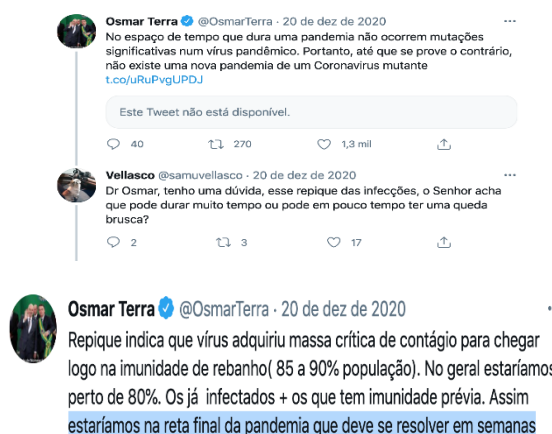 Osmar Terra @OsmarTerra · 20 de dez de 2020 ...
No espaço de tempo que dura uma pandemia não ocorrem mutações
significativas num vírus pandêmico. Portanto, até que se prove o contrário,
não existe uma nova pandemia de um Coronavirus mutante
t.co/uRuPvgUPDJ
Este Tweet não está disponível.
40 270 1,3 mil
Vellasco @samuvellasco · 20 de dez de 2020 ...
Dr Osmar, tenho uma dúvida, esse repique das infecções, o Senhor acha
que pode durar muito tempo ou pode em pouco tempo ter uma queda
brusca?
2 3 17
Osmar Terra @OsmarTerra · 20 de dez de 2020
Repique indica que vírus adquiriu massa crítica de contágio para chegar
logo na imunidade de rebanho( 85 a 90% população). No geral estaríamos
perto de 80%. Os já infectados + os que tem imunidade prévia. Assim
estaríamos na reta final da pandemia que deve se resolver em semanas